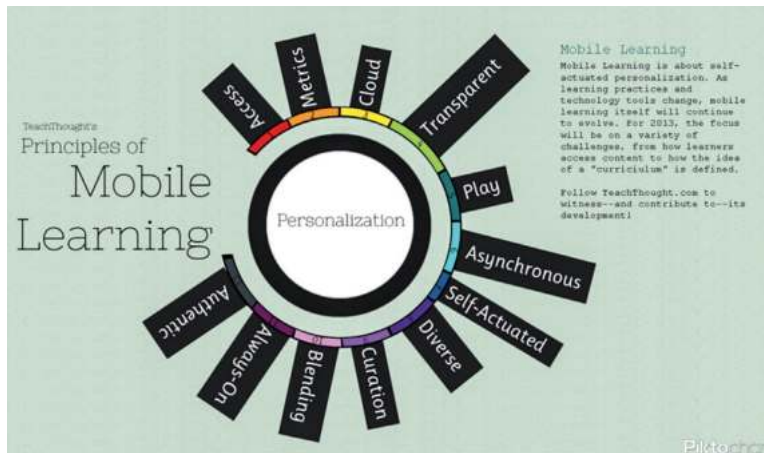 TeachThought's
Principles of
Mobile
Learning
Access
Metrics
Cloud
Transparent
Play
Asynchronous
Self-Actuated
Diverse
Curation
Blending
Always-On
Authentic
Personalization
Mobile Learning
Mobile Learning is about self-
actuated personalization. As
learning practices and
technology tools change, mobile
learning itself will continue
to evolve. For 2013, the focus
will be on a variety of
challenges, from how learners
access content to how the idea
of a "curriciulum" is defined.
Follow TeachThought.com to
witness--and contribute to--its
development!